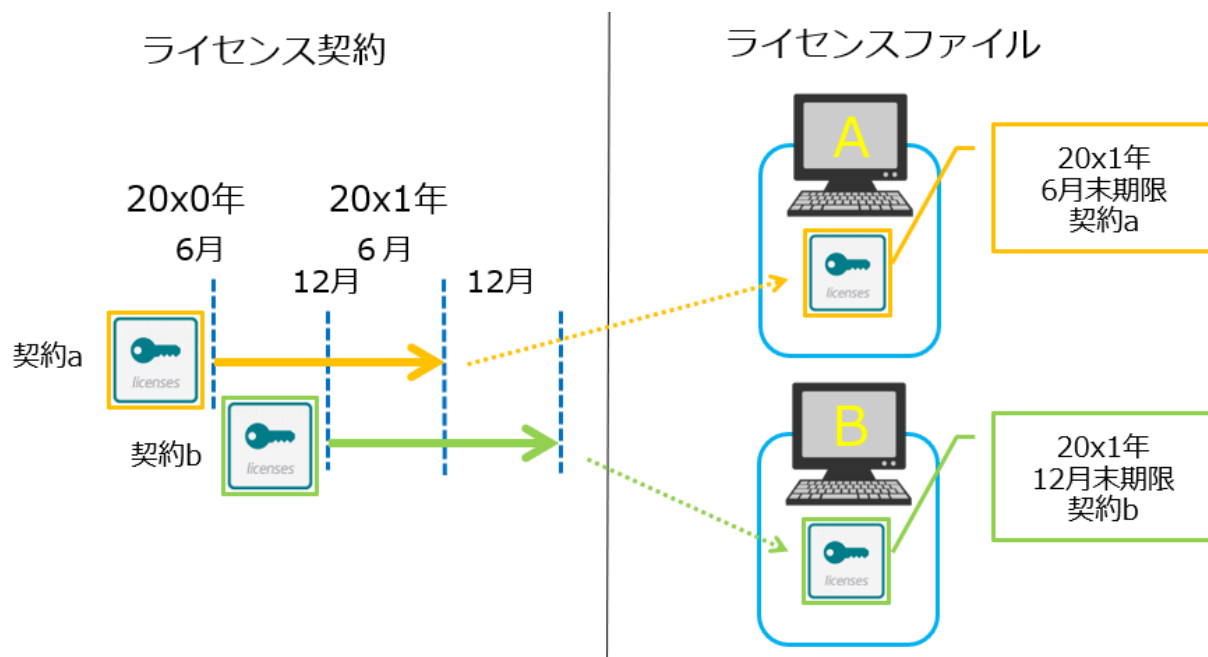 ライセンス契約
20x0年
20x1年
6月
6月
12月
12月
licenses
契約a
licenses
契約b
ライセンスファイル
A
licenses
20x1年
6月末期限
契約a
B
licenses
20x1年
12月末期限
契約b